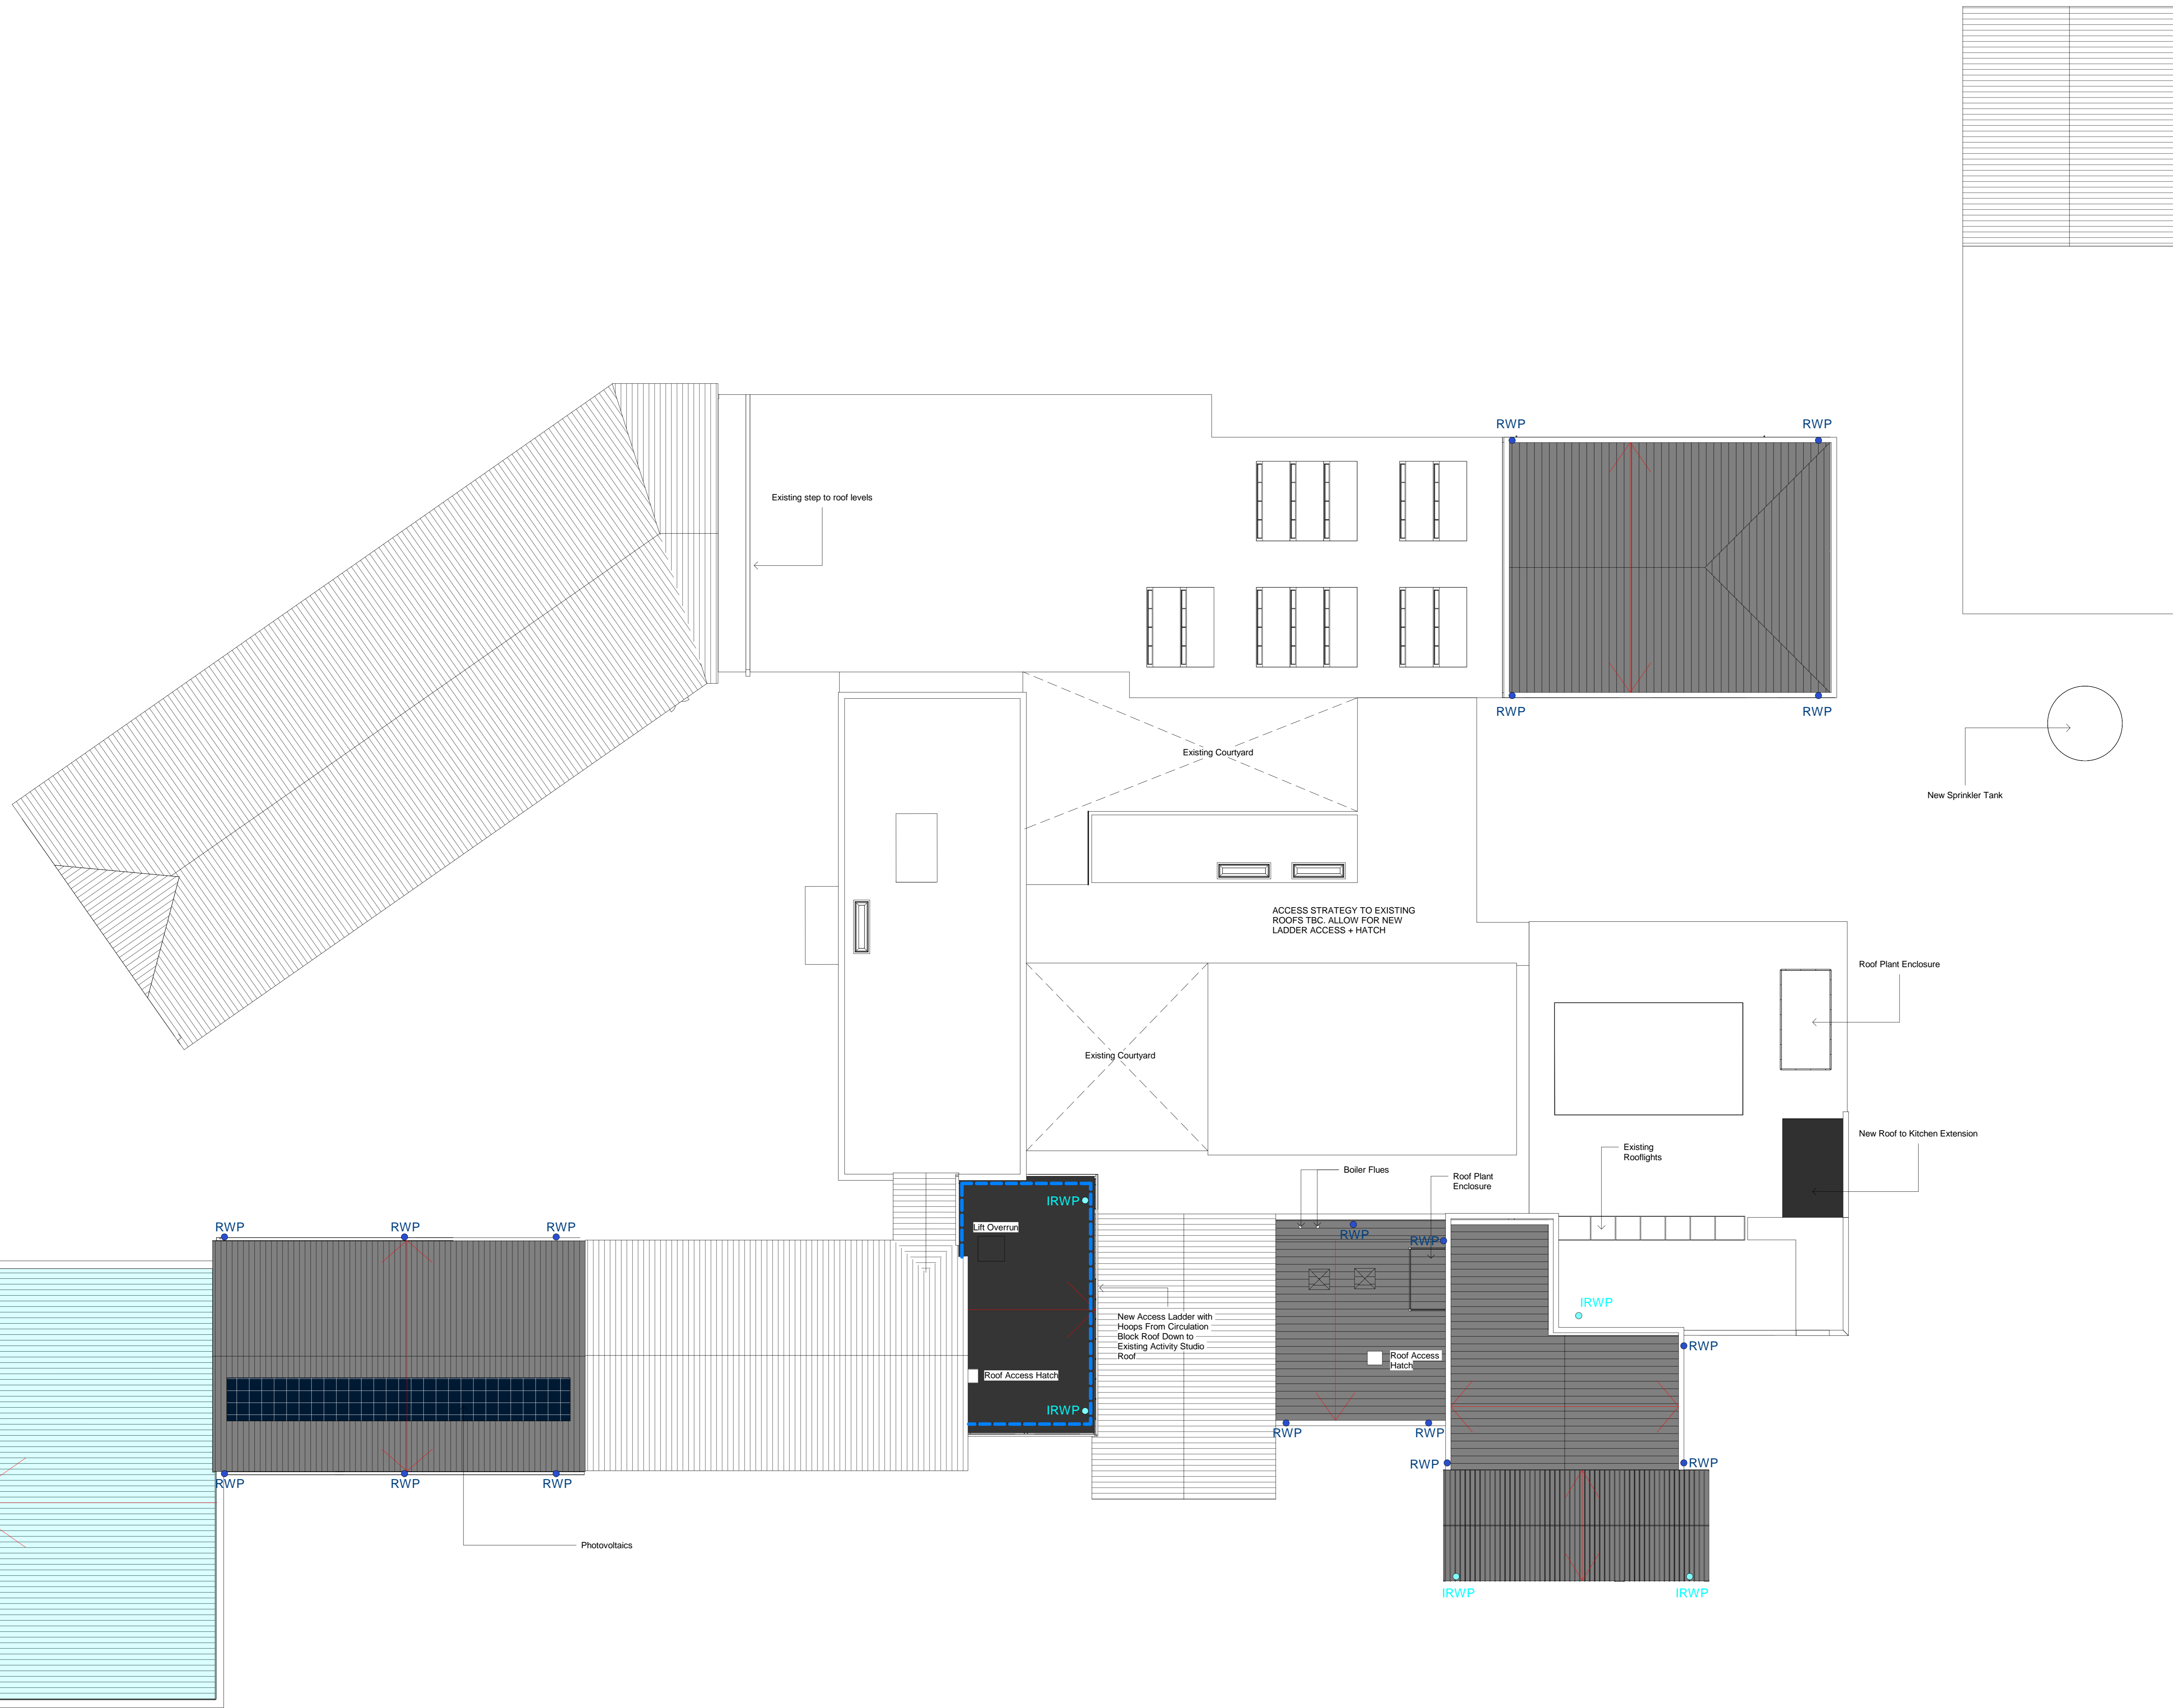 RWP
RWP
Existing step to roof levels
RWP
RWP
Existing Courtyard
New Sprinkler Tank
ACCESS STRATEGY TO EXISTING
ROOFS TBC. ALLOW FOR NEW
LADDER ACCESS + HATCH
Roof Plant Enclosure
Existing Courtyard
New Roof to Kitchen Extension
Existing
Rooflights
Boiler Flues
Roof Plant
Enclosure
IRWP
Lift Overrun
RWP
RWP
RWP
RWP
RWP
IRWP
New Access Ladder with
Hoops From Circulation
Block Roof Down to
Existing Activity Studio
Roof
RWP
Roof Access
Hatch
Roof Access Hatch
IRWP
RWP
RWP
RWP
RWP
RWP
RWP
RWP
Photovoltaics
IRWP
IRWP